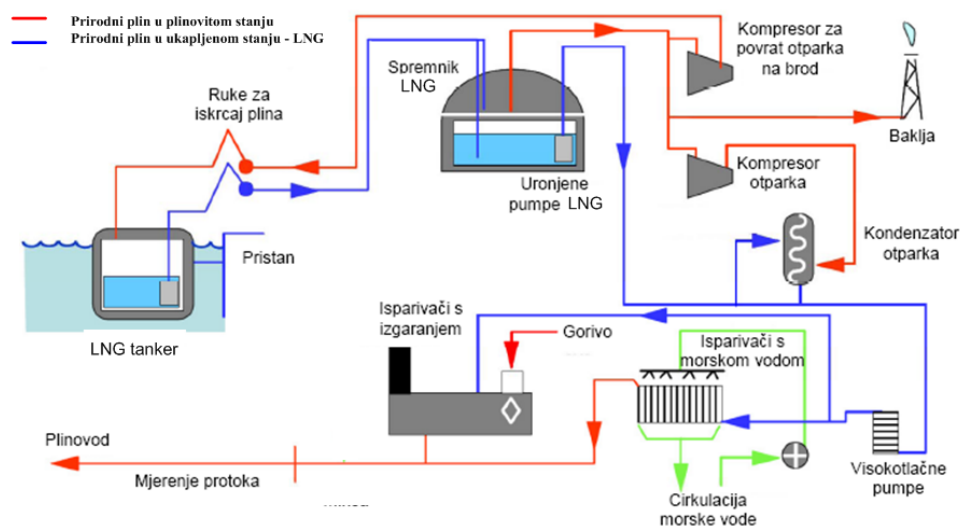 Prirodni plin u plinovitom stanju
Prirodni plin u ukapljenom stanju - LNG
Kompresor za
povrat otparka
na brod
Spremnik
LNG
Ruke za
iskrcaj plina
Baklja
Kompresor
otparka
Uronjene
pumpe LNG
Kondenzator
otparka
Pristan
LNG tanker
Isparivači s
izgaranjem
Gorivo
Isparivači s
morskom vodom
Plinovod
Mjerenje protoka
Cirkulacija
morske vode
Visokotlačne
pumpe